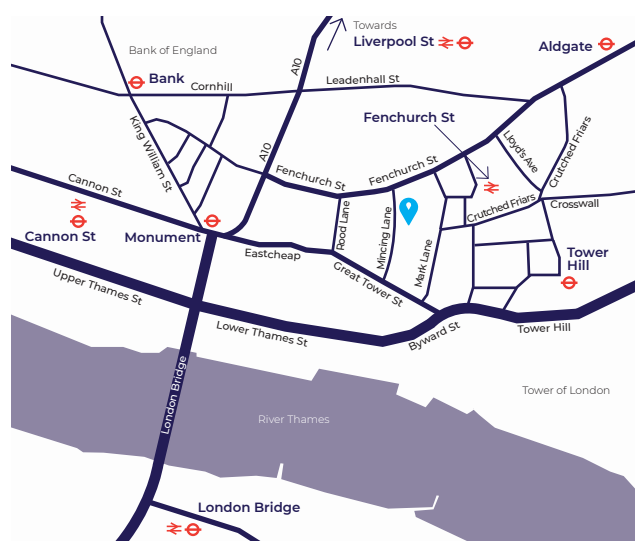 Towards
Liverpool St
Aldgate
Bank of England
A10
Bank
Cornhill
Leadenhall St
Fenchurch St
King William St
Lloyd's Ave
Crutched Friars
A10
Fenchurch St
Fenchurch St
Cannon St
Crutched Friars
Crosswall
Rood Lane
Mincing Lane
Mark Lane
Cannon St
Monument
Eastcheap
Great Tower St
Tower
Hill
Upper Thames St
Lower Thames St
Byward St
Tower Hill
London Bridge
Tower of London
River Thames
London Bridge